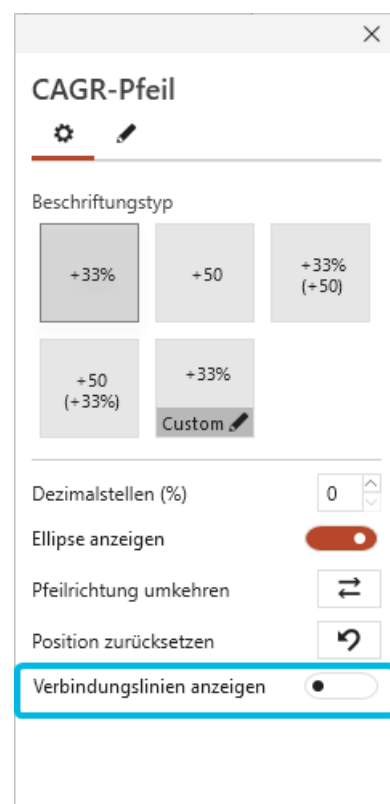 CAGR-Pfeil
Beschriftungstyp
+33%
+50
+33%
(+50)
+50
(+33%)
+33%
Custom
Dezimalstellen (%)
0
Ellipse anzeigen
Pfeilrichtung umkehren
Position zurücksetzen
Verbindungslinien anzeigen